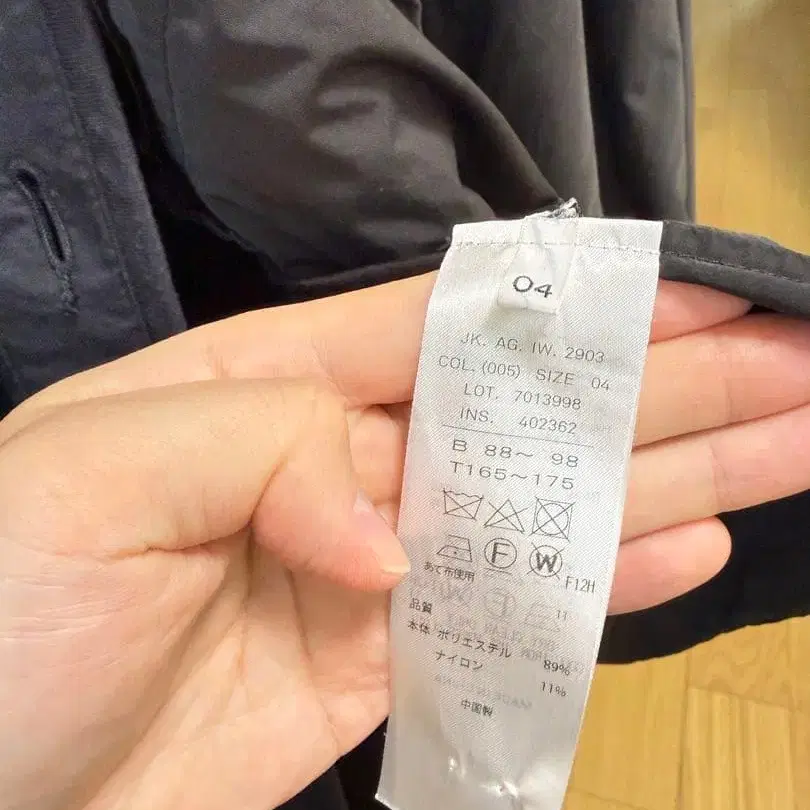 04
JK. AG. IW. 2903
COL. (005) SIZE 04
LOT. 7013998
INS. 402362
B 88～ 98
T165～175
F W
あて布使用 F12H
11
品質
本体 ポリエステル 89%
ナイロン 11%
中国製